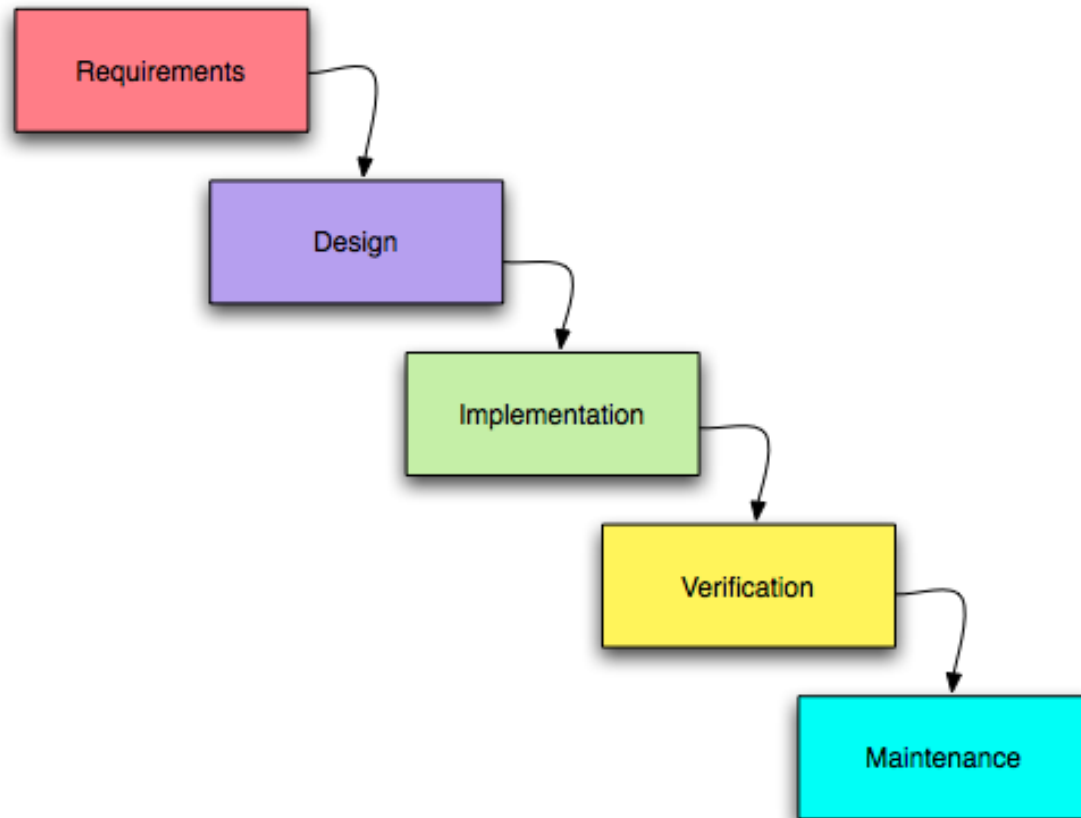 Requirements
Design
Implementation
Verification
Maintenance